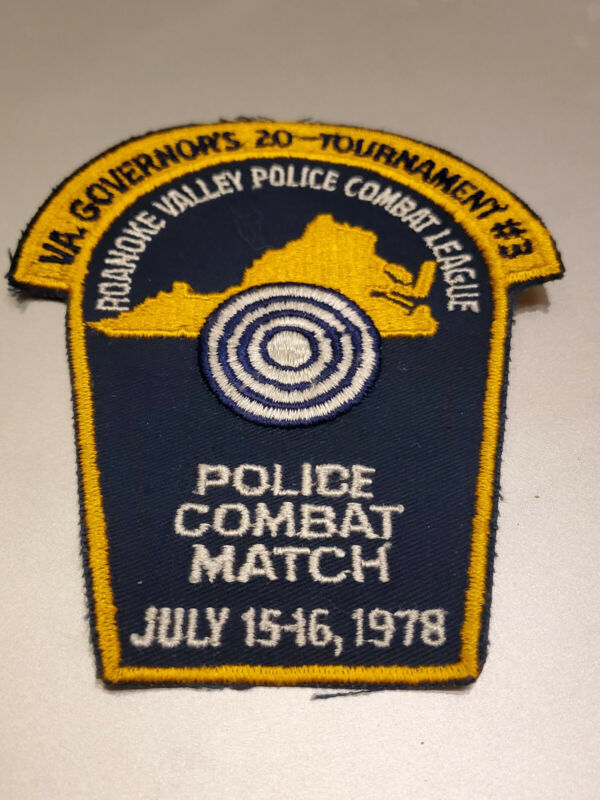 VA. GOVERNOR'S 20-TOURNAMENT #3
ROANOKE VALLEY POLICE COMBAT LEAGUE
POLICE
COMBAT
MATCH
JULY 15-16, 1978